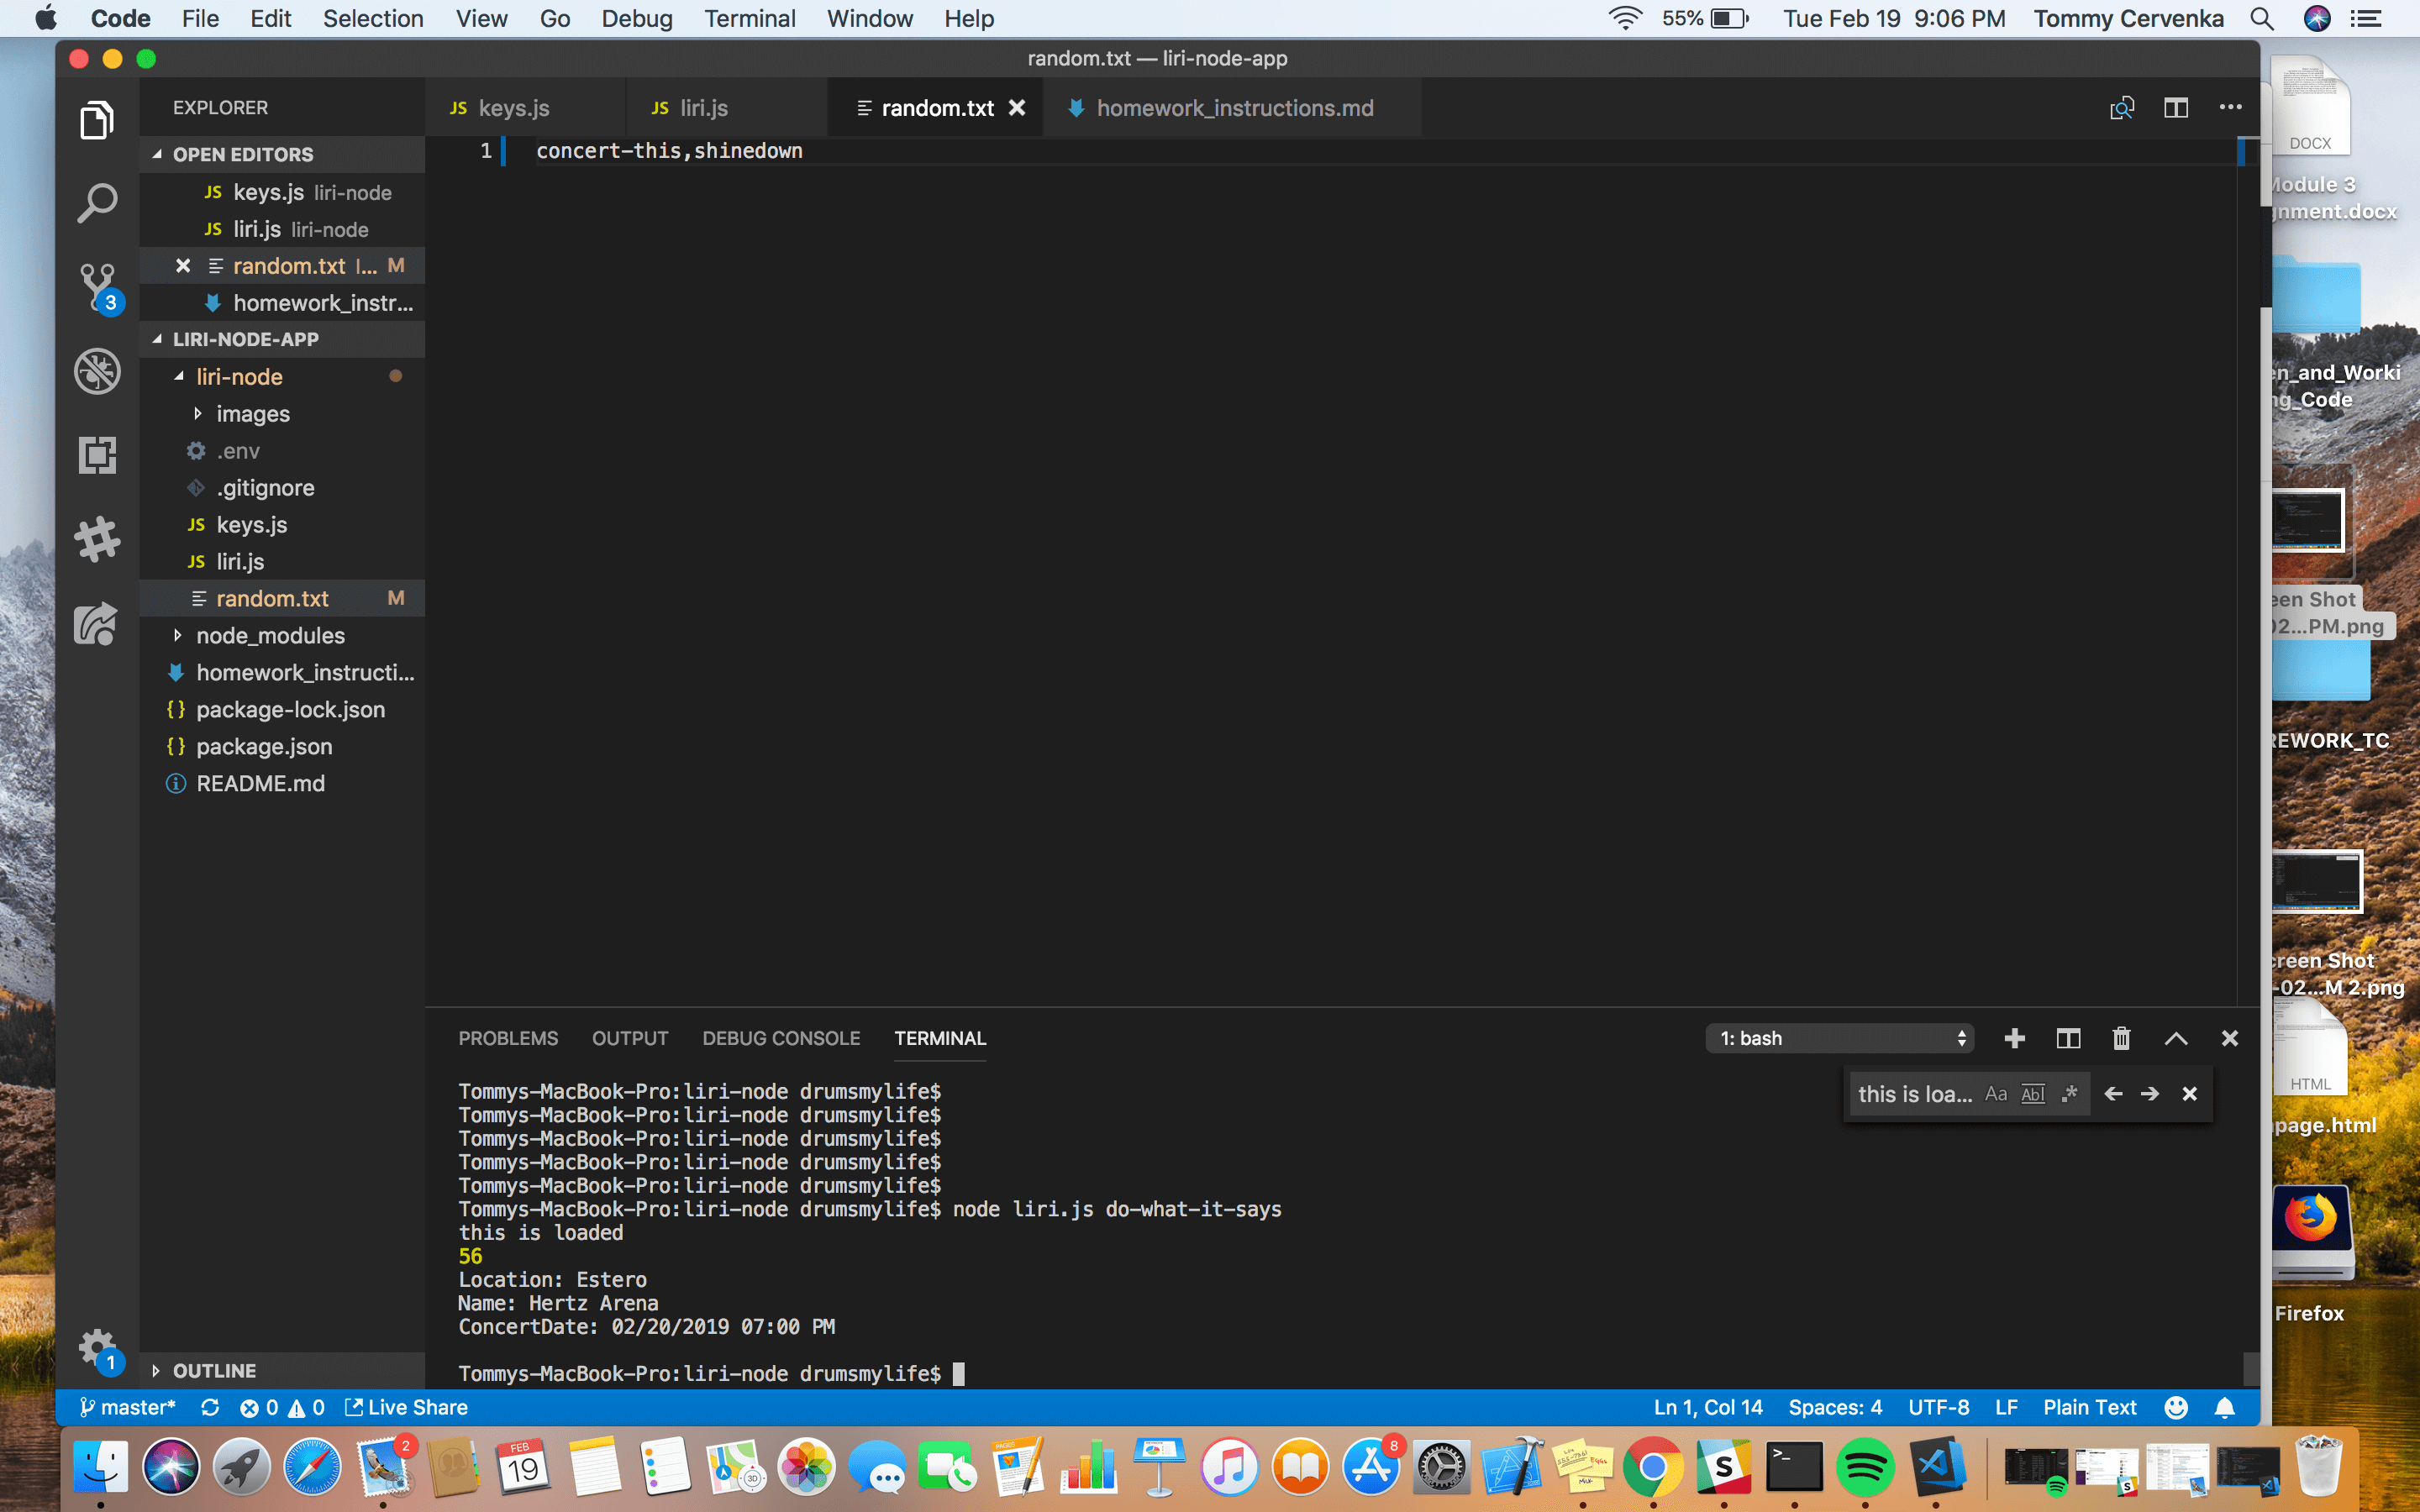 Code File Edit Selection View Go Debug Terminal Window Help 55% Tue Feb 19 9:06 PM Tommy Cervenka
random.txt — liri-node-app
EXPLORER
JS keys.js JS liri.js random.txt homework_instructions.md
OPEN EDITORS
JS keys.js liri-node
JS liri.js liri-node
random.txt l... M
homework_instr...
LIRI-NODE-APP
liri-node
images
.env
.gitignore
JS keys.js
JS liri.js
random.txt M
node_modules
homework_instructi...
{} package-lock.json
{} package.json
README.md
OUTLINE
3
1
1 concert-this,shinedown
PROBLEMS OUTPUT DEBUG CONSOLE TERMINAL 1: bash
this is loa... Aa Abl .*
Tommys-MacBook-Pro:liri-node drumsmylife$
Tommys-MacBook-Pro:liri-node drumsmylife$
Tommys-MacBook-Pro:liri-node drumsmylife$
Tommys-MacBook-Pro:liri-node drumsmylife$
Tommys-MacBook-Pro:liri-node drumsmylife$
Tommys-MacBook-Pro:liri-node drumsmylife$ node liri.js do-what-it-says
this is loaded
56
Location: Estero
Name: Hertz Arena
ConcertDate: 02/20/2019 07:00 PM
Tommys-MacBook-Pro:liri-node drumsmylife$
master* 0 0 Live Share Ln 1, Col 14 Spaces: 4 UTF-8 LF Plain Text
DOCX
Module 3
gnment.docx
en_and_Worki
ng_Code
een Shot
02...PM.png
REWORK_TC
creen Shot
-02...M 2.png
HTML
page.html
Firefox
2
FEB
19
3D
PAGES
8